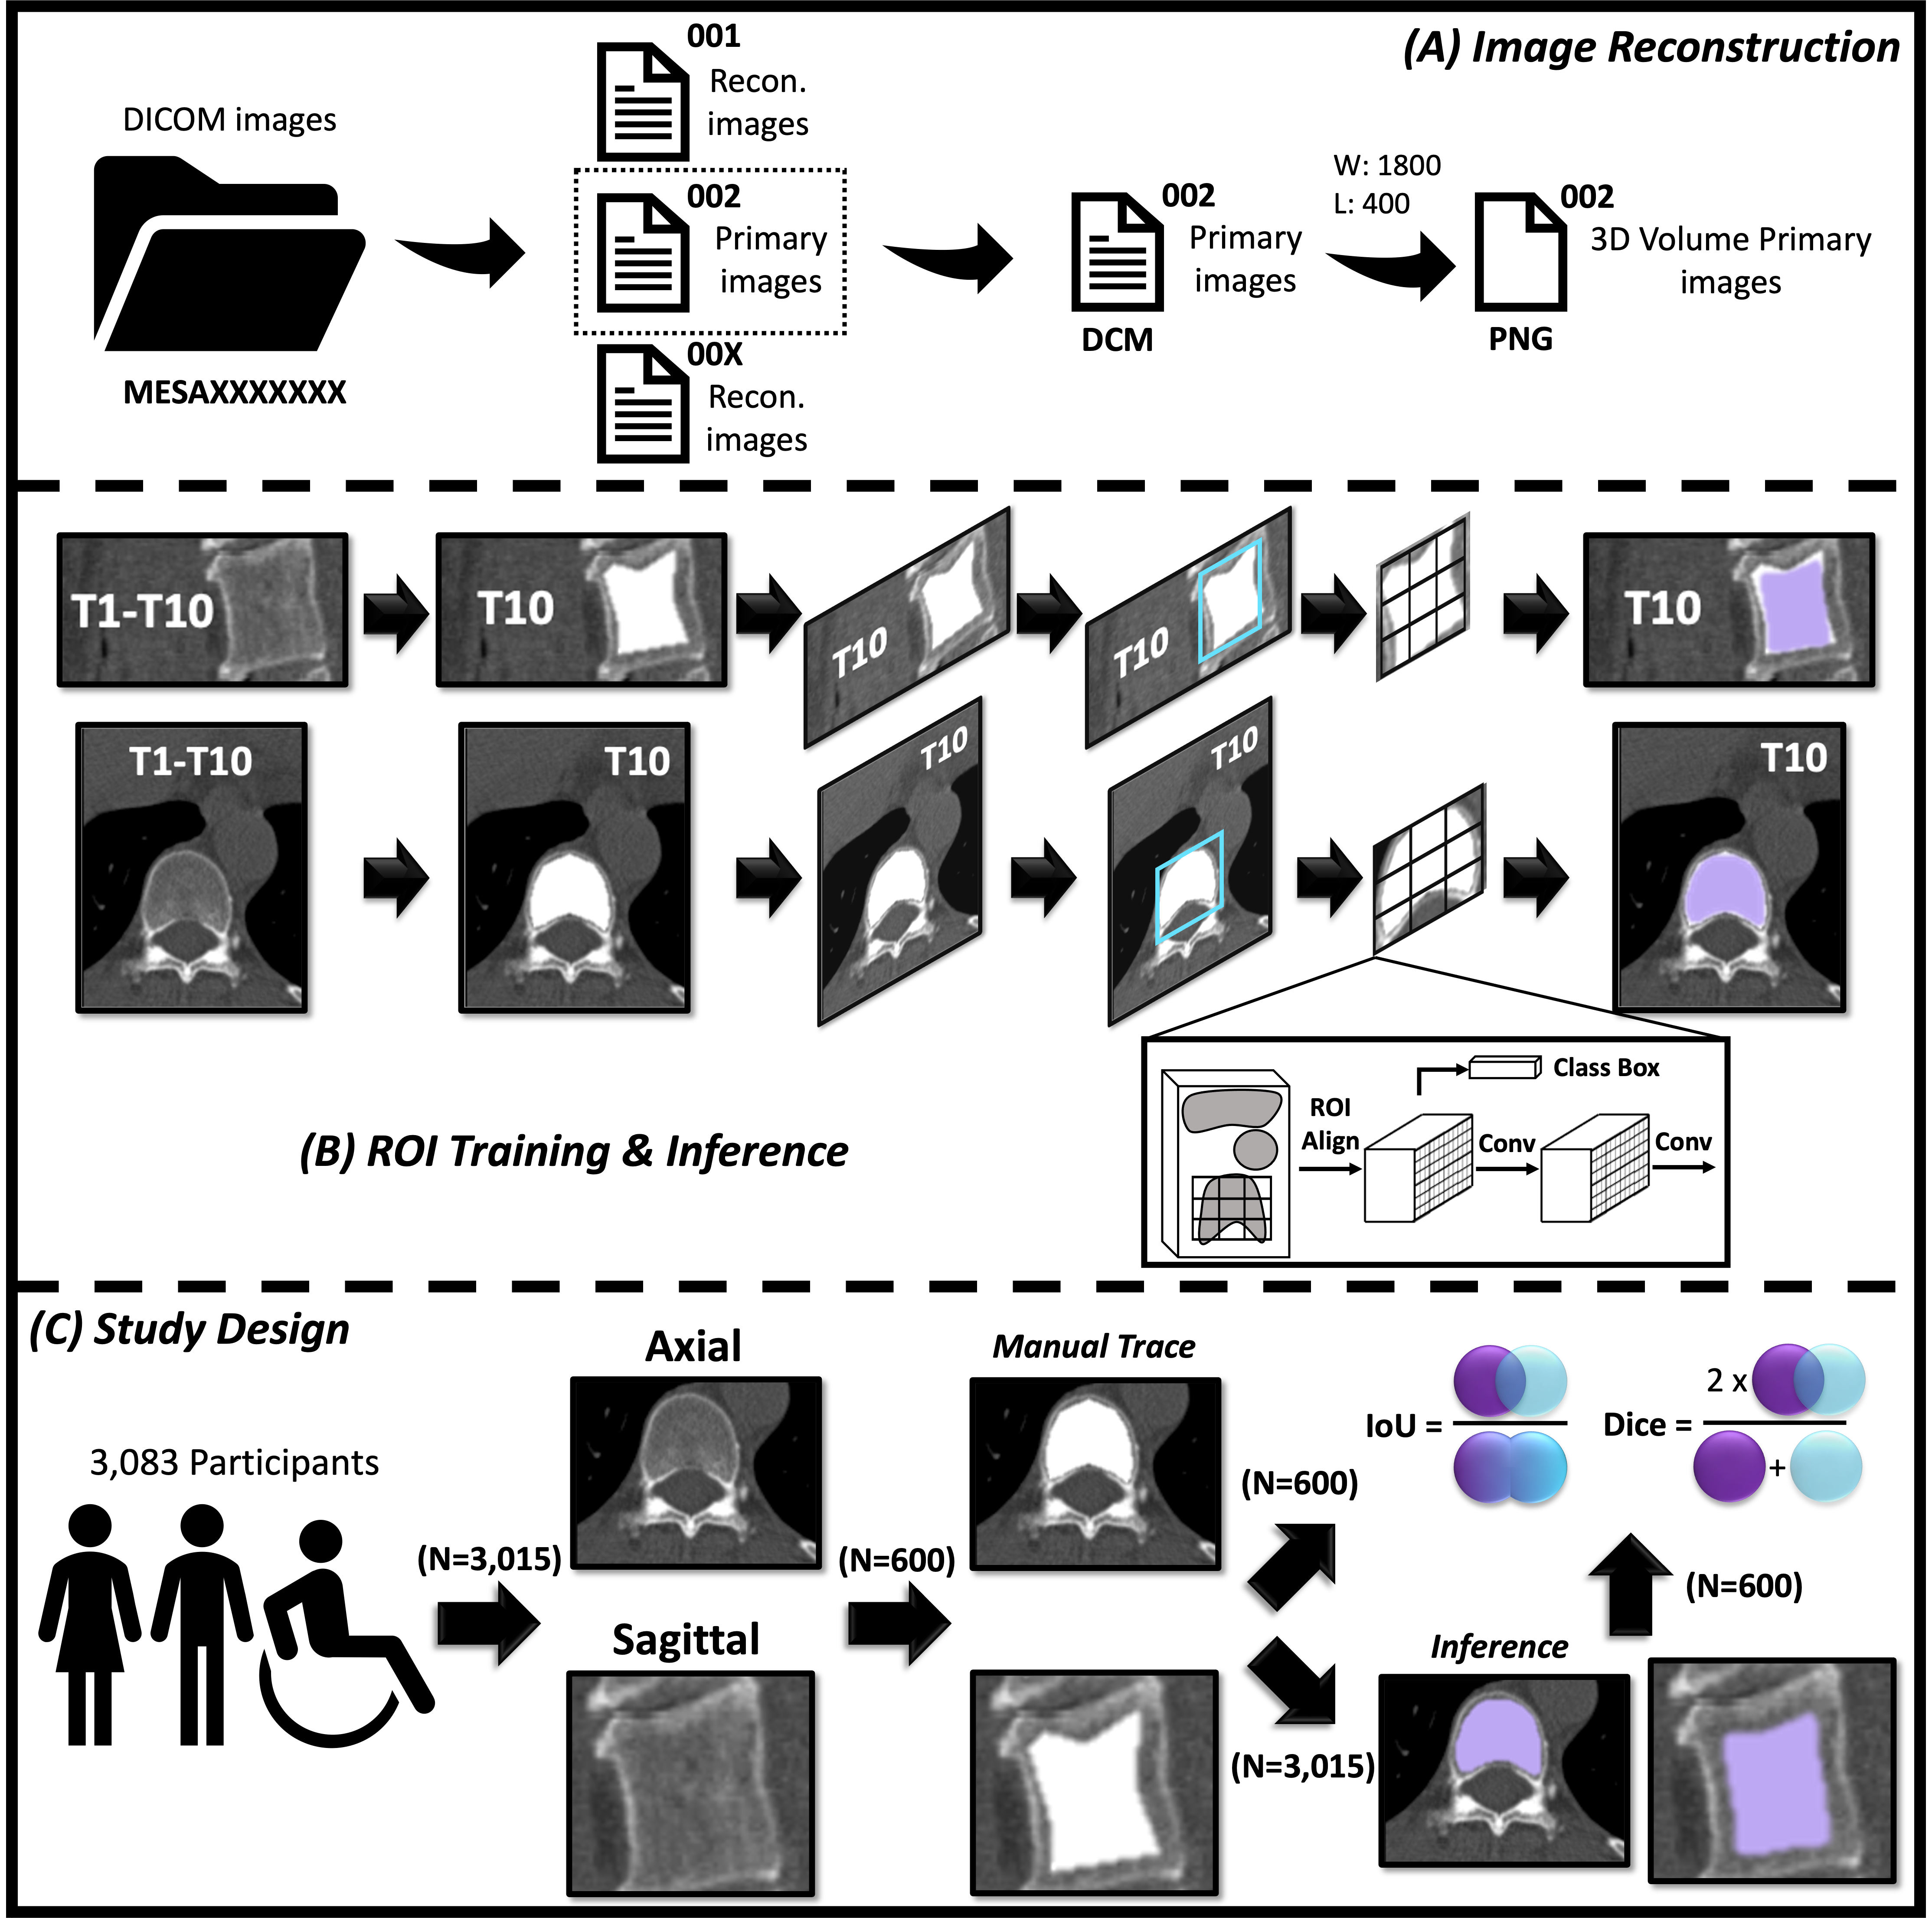 (A) Image Reconstruction
DICOM images
MESAXXXXXXX
001
Recon.
images
002
Primary
images
00X
Recon.
images
002
Primary
images
DCM
W: 1800
L: 400
002
3D Volume Primary
images
PNG
T1-T10
T10
T10
T10
T10
T1-T10
T10
T10
T10
T10
(B) ROI Training & Inference
ROI
Align
Class Box
Conv
Conv
(C) Study Design
3,083 Participants
(N=3,015)
Axial
Sagittal
(N=600)
Manual Trace
(N=600)
(N=3,015)
IoU =
Dice =
2 x
+
(N=600)
Inference